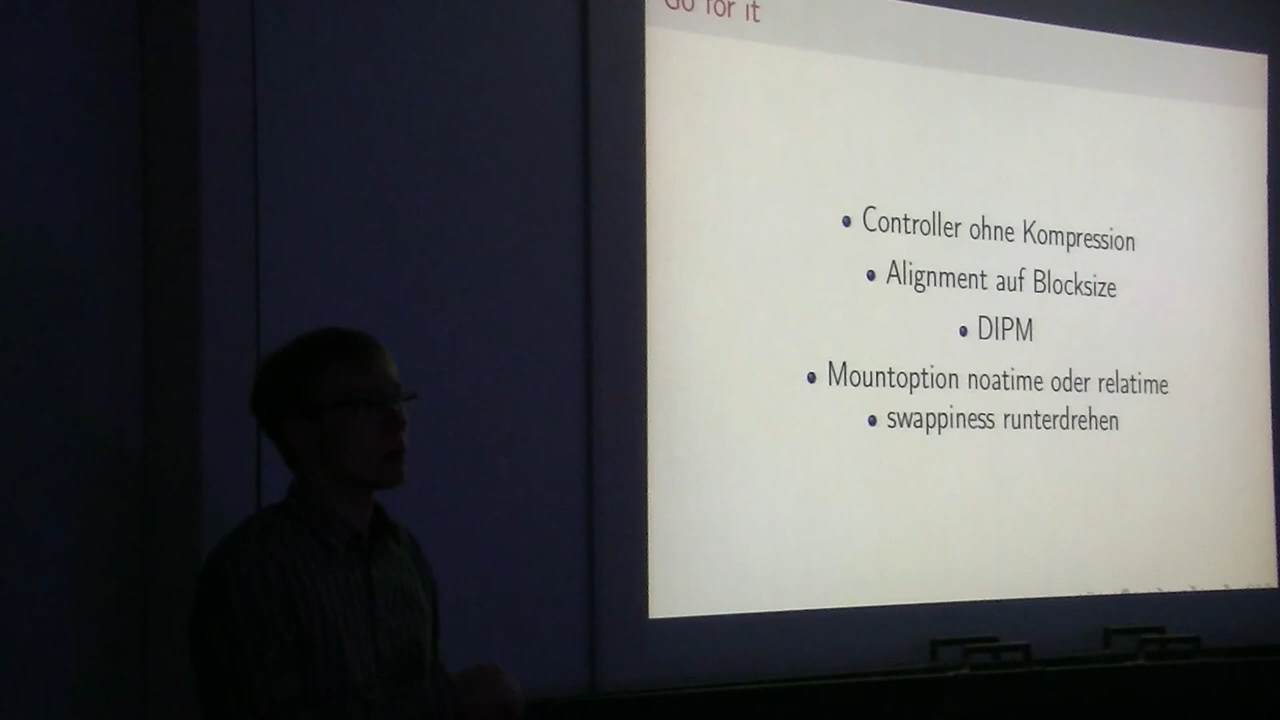 Go for it
• Controller ohne Kompression
• Alignment auf Blocksize
• DIPM
• Mountoption noatime oder relatime
• swappiness runterdrehen